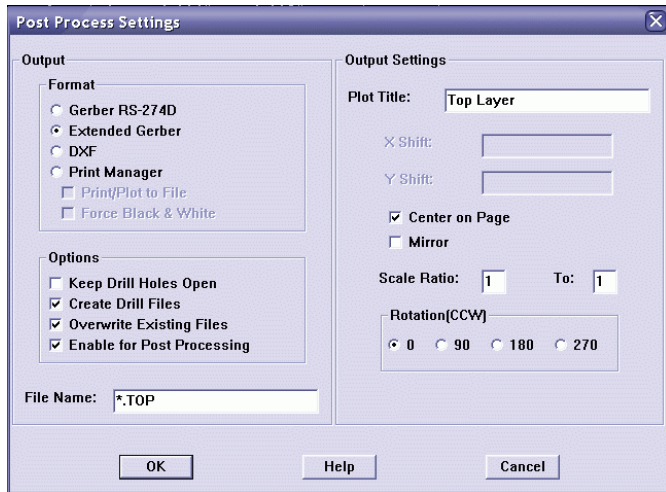 Post Process Settings
Output
Format
Gerber RS-274D
Extended Gerber
DXF
Print Manager
Print/Plot to File
Force Black & White
Options
Keep Drill Holes Open
Create Drill Files
Overwrite Existing Files
Enable for Post Processing
File Name: *.TOP
Output Settings
Plot Title: Top Layer
X Shift:
Y Shift:
Center on Page
Mirror
Scale Ratio: 1 To: 1
Rotation(CCW)
0 90 180 270
OK Help Cancel